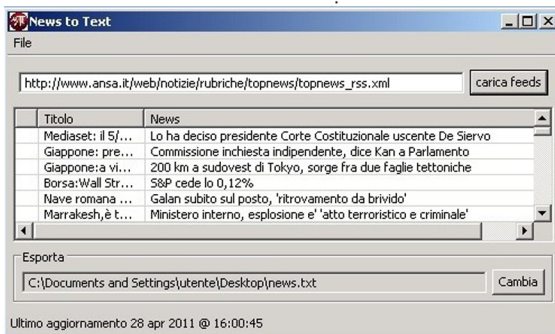 News to Text
File
http://www.ansa.it/web/notizie/rubriche/topnews/topnews_rss.xml carica feeds
Titolo News
Mediaset: il 5/... Lo ha deciso presidente Corte Costituzionale uscente De Siervo
Giappone: pre... Commissione inchiesta indipendente, dice Kan a Parlamento
Giappone:a vi... 200 km a sudovest di Tokyo, sorge fra due faglie tettoniche
Borsa:Wall Str... S&P cede lo 0,12%
Nave romana ... Galan subito sul posto, 'ritrovamento da brivido'
Marrakesh,è t... Ministero interno, esplosione e' 'atto terroristico e criminale'
Esporta
C:\Documents and Settings\utente\Desktop\news.txt Cambia
Ultimo aggiornamento 28 apr 2011 @ 16:00:45